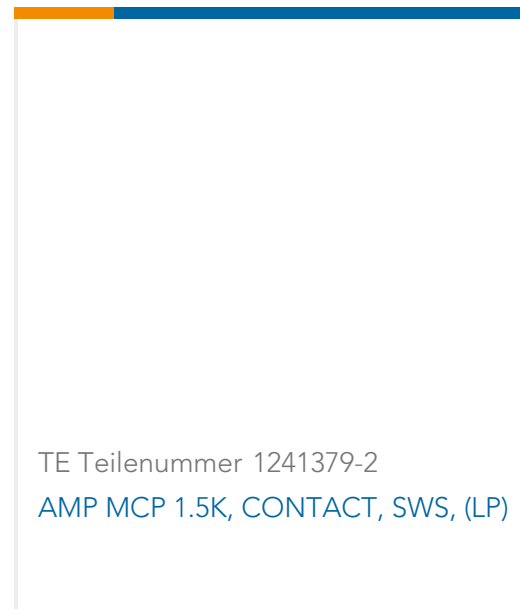 TE Teilenummer 1241379-2
AMP MCP 1.5K, CONTACT, SWS, (LP)